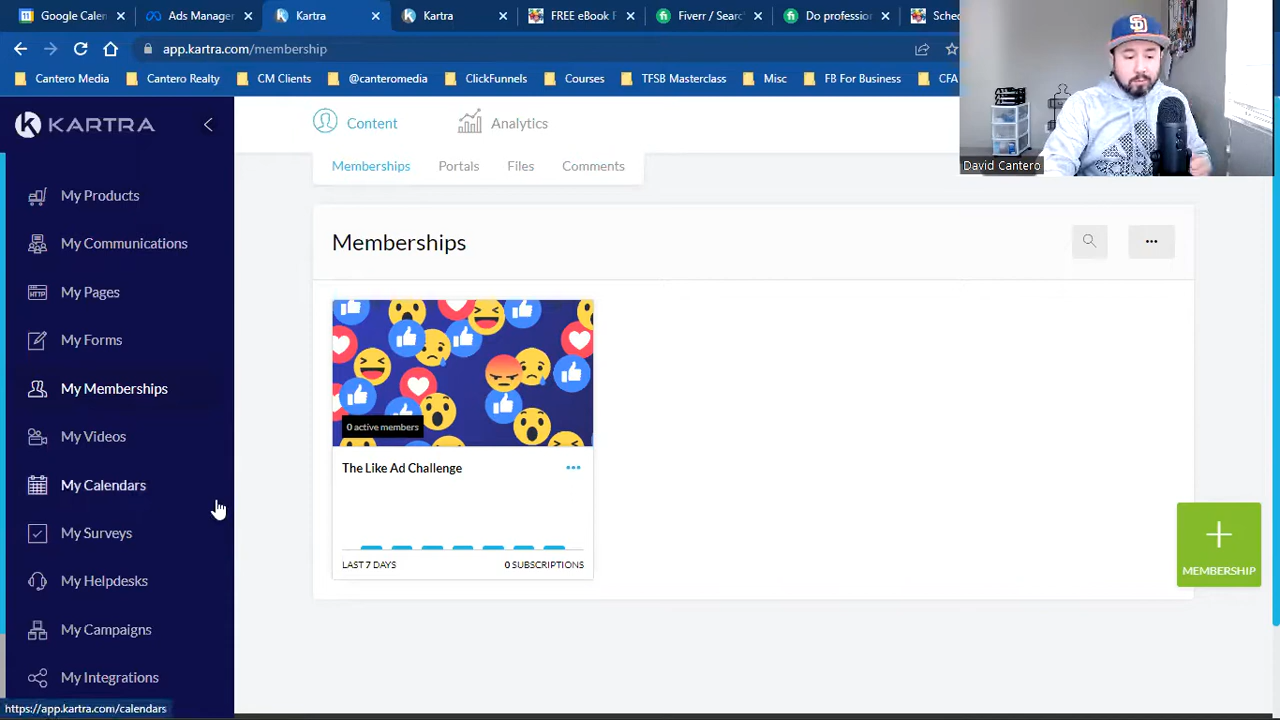 Google Calen
Ads Manager
Kartra
Kartra
FREE eBook F
Fiverr / Sear
Do profession
Sched
app.kartra.com/membership
Cantero Media
Cantero Realty
CM Clients
@canteromedia
ClickFunnels
Courses
TFSB Masterclass
Misc
FB For Business
CFA
David Cantero
KARTRA
Content
Analytics
Memberships
Portals
Files
Comments
My Products
My Communications
My Pages
My Forms
My Memberships
My Videos
My Calendars
My Surveys
My Helpdesks
My Campaigns
My Integrations
Memberships
0 active members
The Like Ad Challenge
LAST 7 DAYS
0 SUBSCRIPTIONS
MEMBERSHIP
https://app.kartra.com/calendars